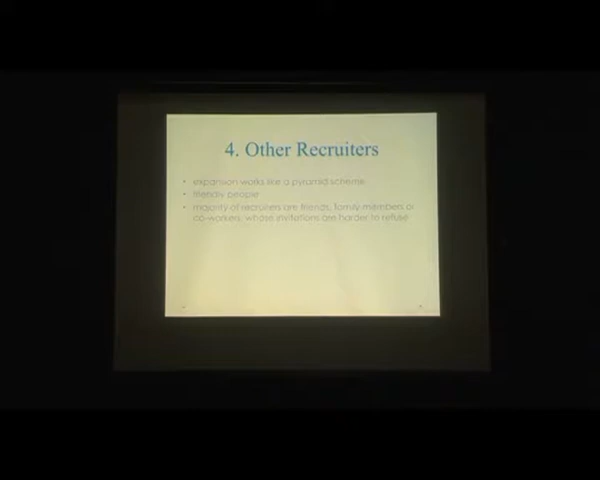 4. Other Recruiters
• expansion works like a pyramid scheme
• friendly people
• majority of recruiters are friends, family members or
co-workers, whose invitations are harder to refuse